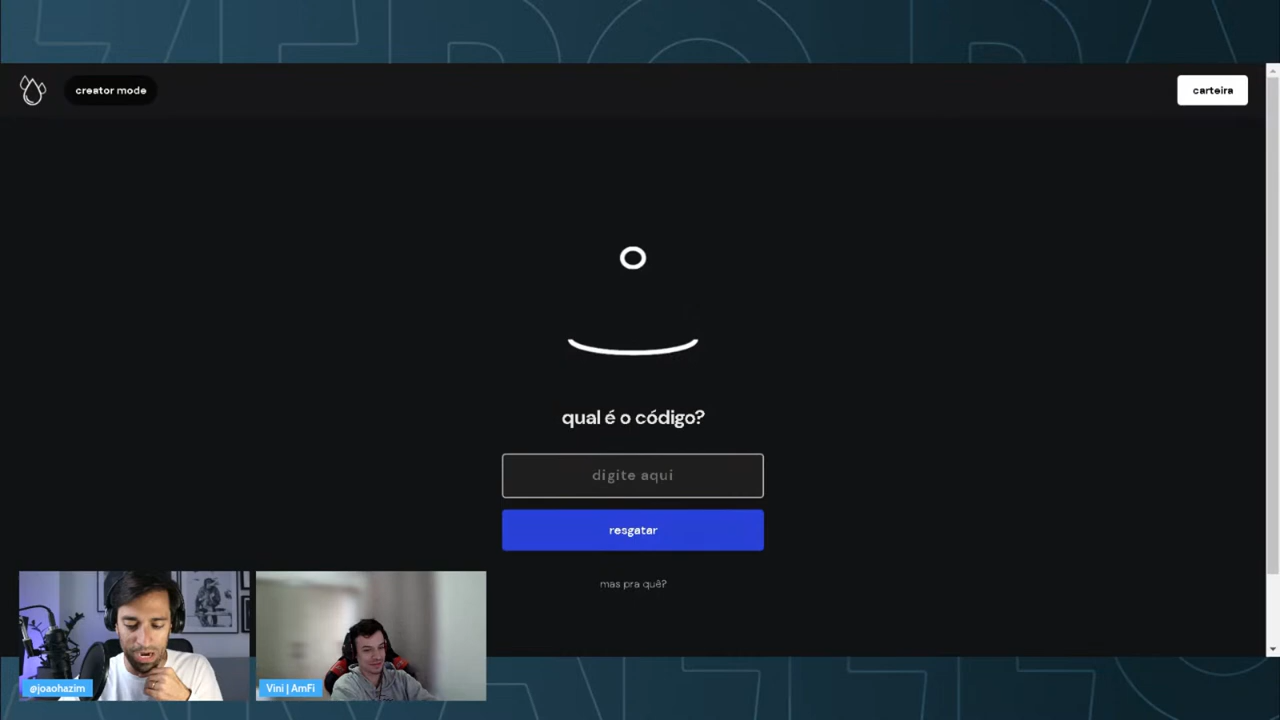 creator mode
carteira
qual é o código?
digite aqui
resgatar
mas pra quê?
@joaohazim
Vini | AmFi